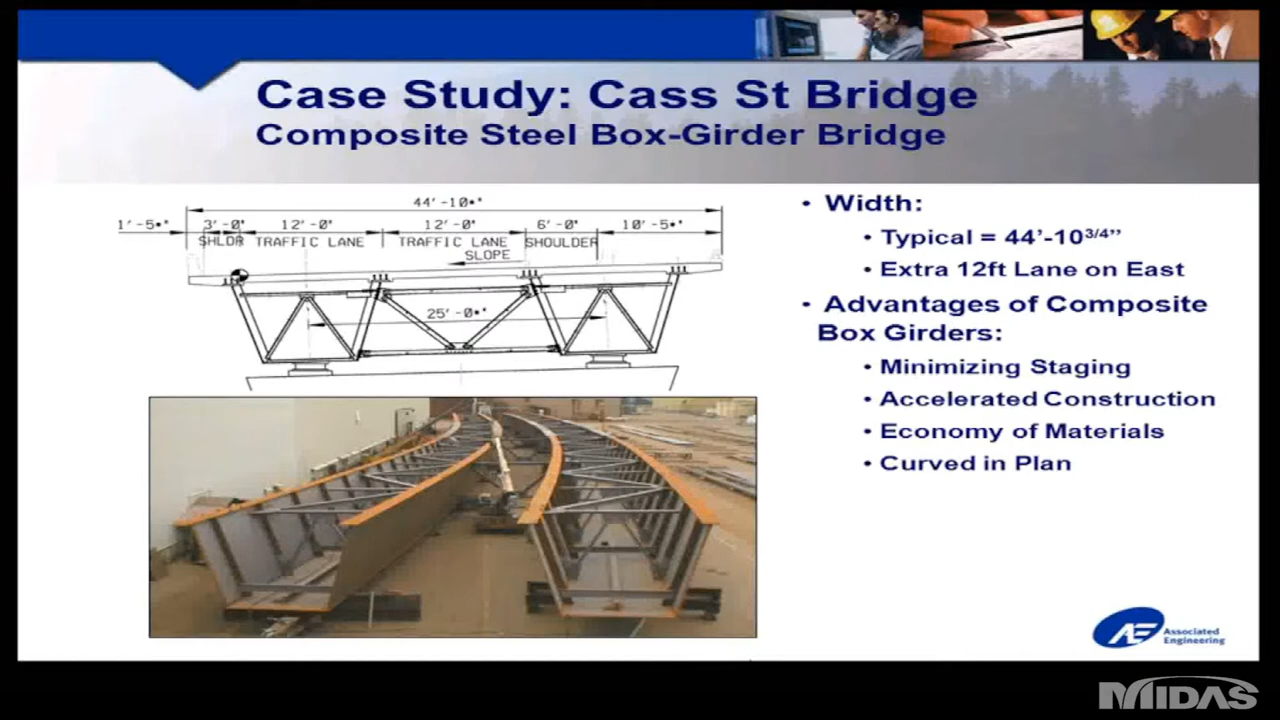 Case Study: Cass St Bridge
Composite Steel Box-Girder Bridge
44'-10•"
1'-5•" 3'-0" 12'-0" 12'-0" 6'-0" 10'-5•"
SHLDR TRAFFIC LANE TRAFFIC LANE SHOULDER
SLOPE
25'-0•"
• Width:
• Typical = 44’-103/4”
• Extra 12ft Lane on East
• Advantages of Composite
Box Girders:
• Minimizing Staging
• Accelerated Construction
• Economy of Materials
• Curved in Plan
AE Associated
Engineering
MIDAS